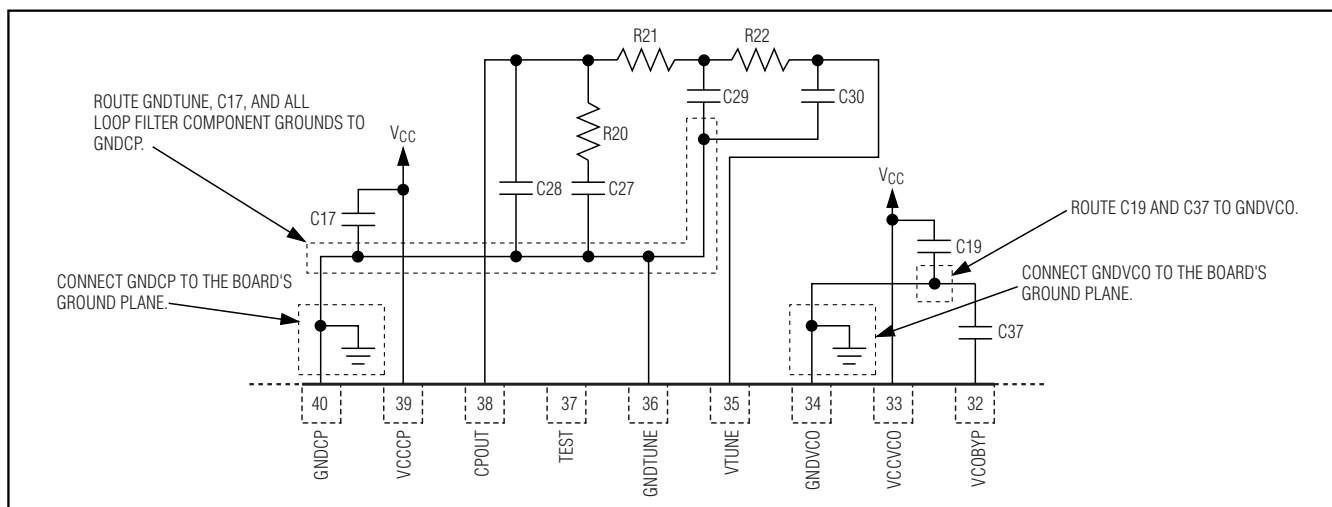 R21
R22
ROUTE GNDTUNE, C17, AND ALL
LOOP FILTER COMPONENT GROUNDS TO
GNDCP.
C29
C30
VCC
R20
C28
C27
C17
VCC
ROUTE C19 AND C37 TO GNDVCO.
C19
CONNECT GNDCP TO THE BOARD'S
GROUND PLANE.
CONNECT GNDVCO TO THE BOARD'S
GROUND PLANE.
C37
40
39
38
37
36
35
34
33
32
GNDCP
VCCCP
CPOUT
TEST
GNDTUNE
VTUNE
GNDVCO
VCCVCO
VCOBYP